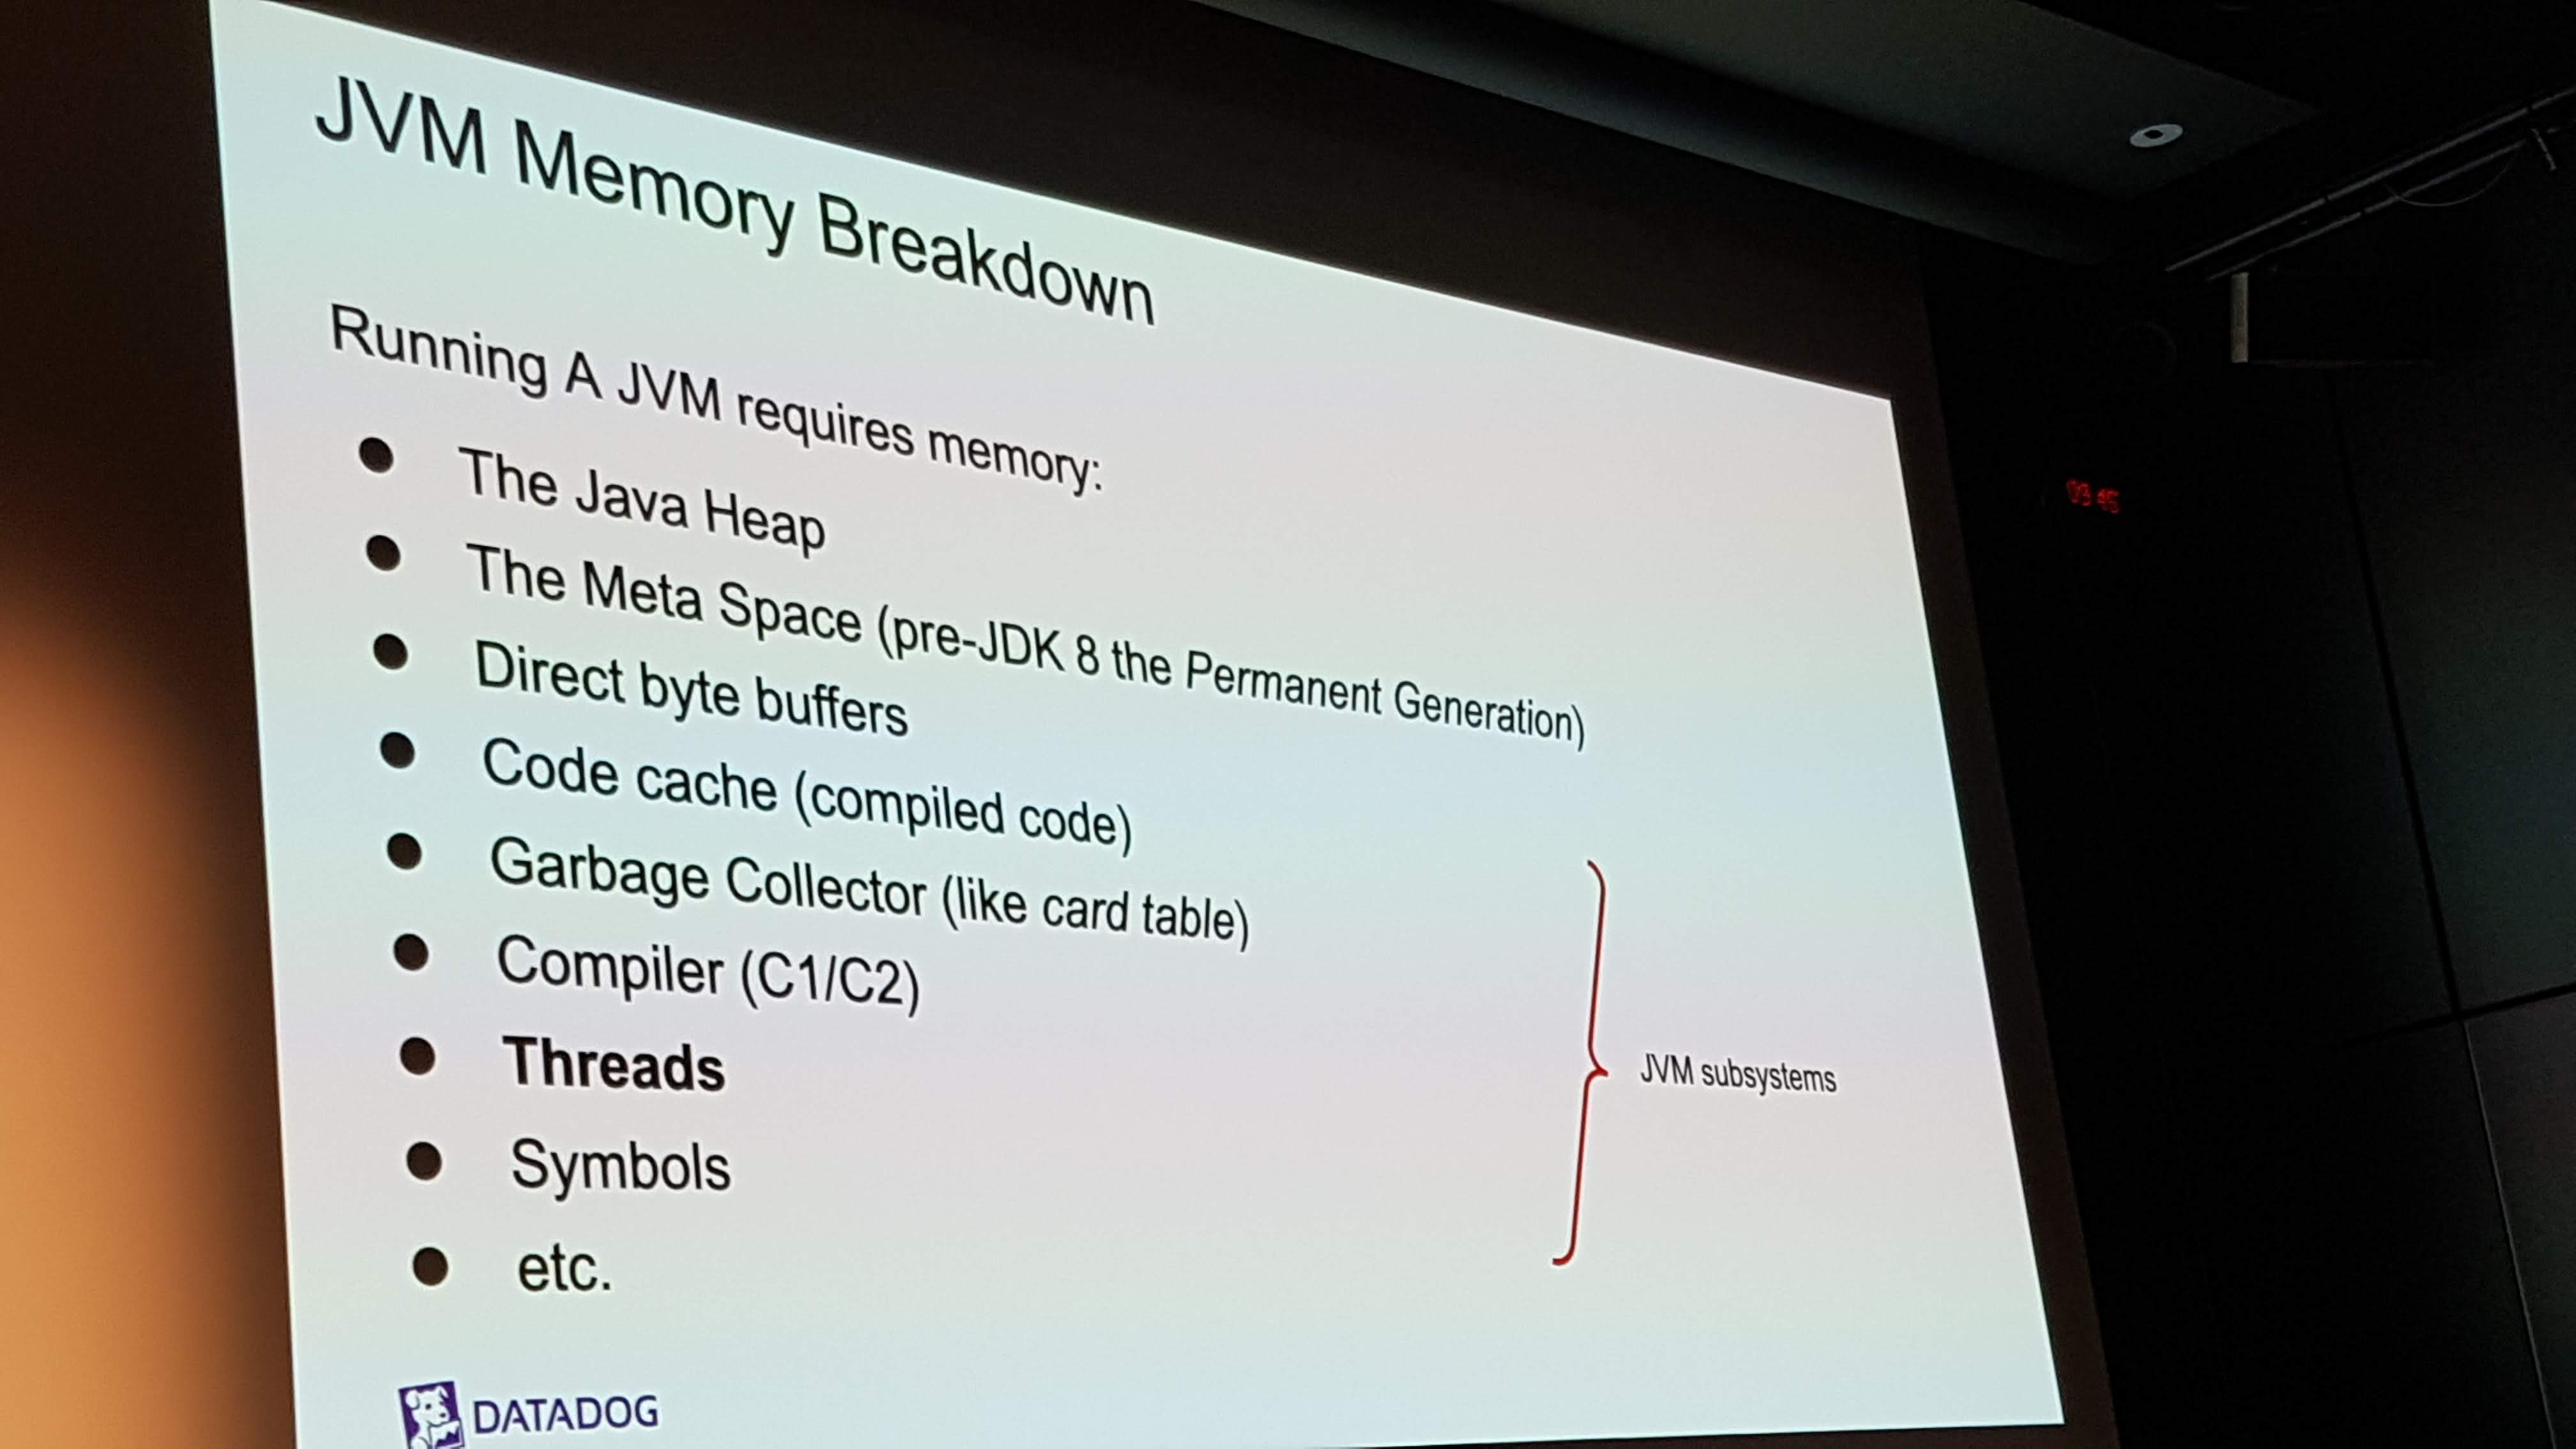 JVM Memory Breakdown
Running A JVM requires memory:
● The Java Heap
● The Meta Space (pre-JDK 8 the Permanent Generation)
● Direct byte buffers
● Code cache (compiled code)
● Garbage Collector (like card table)
● Compiler (C1/C2)
● Threads
● Symbols
● etc.
JVM subsystems
DATADOG
09:45